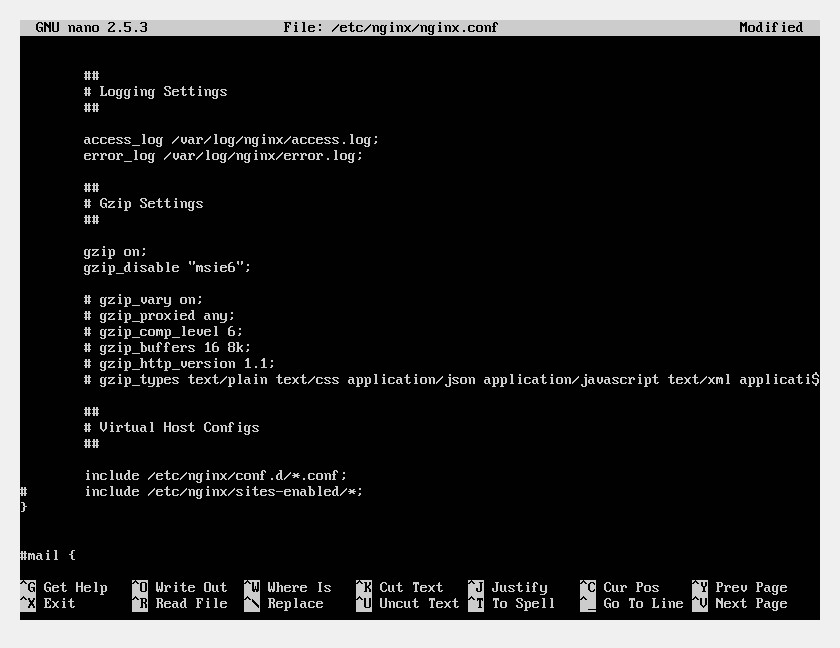 GNU nano 2.5.3 File: /etc/nginx/nginx.conf Modified
##
# Logging Settings
##
access_log /var/log/nginx/access.log;
error_log /var/log/nginx/error.log;
##
# Gzip Settings
##
gzip on;
gzip_disable "msie6";
# gzip_vary on;
# gzip_proxied any;
# gzip_comp_level 6;
# gzip_buffers 16 8k;
# gzip_http_version 1.1;
# gzip_types text/plain text/css application/json application/javascript text/xml applicati$
##
# Virtual Host Configs
##
include /etc/nginx/conf.d/*.conf;
# include /etc/nginx/sites-enabled/*;
}
#mail {
^G Get Help ^O Write Out ^W Where Is ^K Cut Text ^J Justify ^C Cur Pos ^Y Prev Page
^X Exit ^R Read File ^\ Replace ^U Uncut Text ^T To Spell ^_ Go To Line ^V Next Page